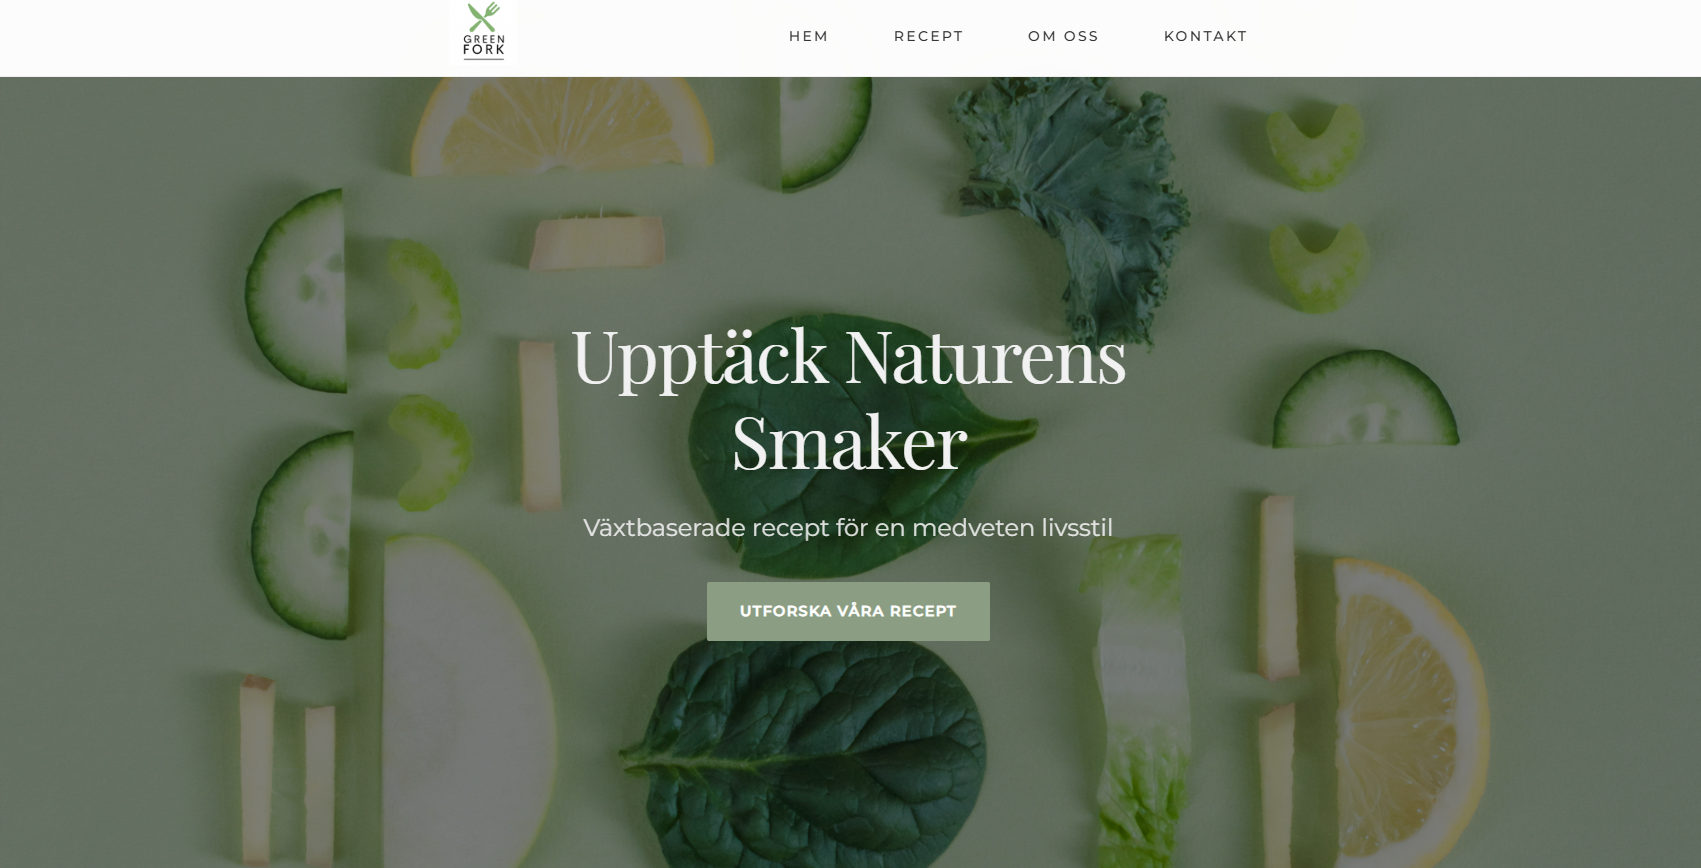 GREEN
FORK
HEM RECEPT OM OSS KONTAKT
Upptäck Naturens
Smaker
Växtbaserade recept för en medveten livsstil
UTFORSKA VÅRA RECEPT